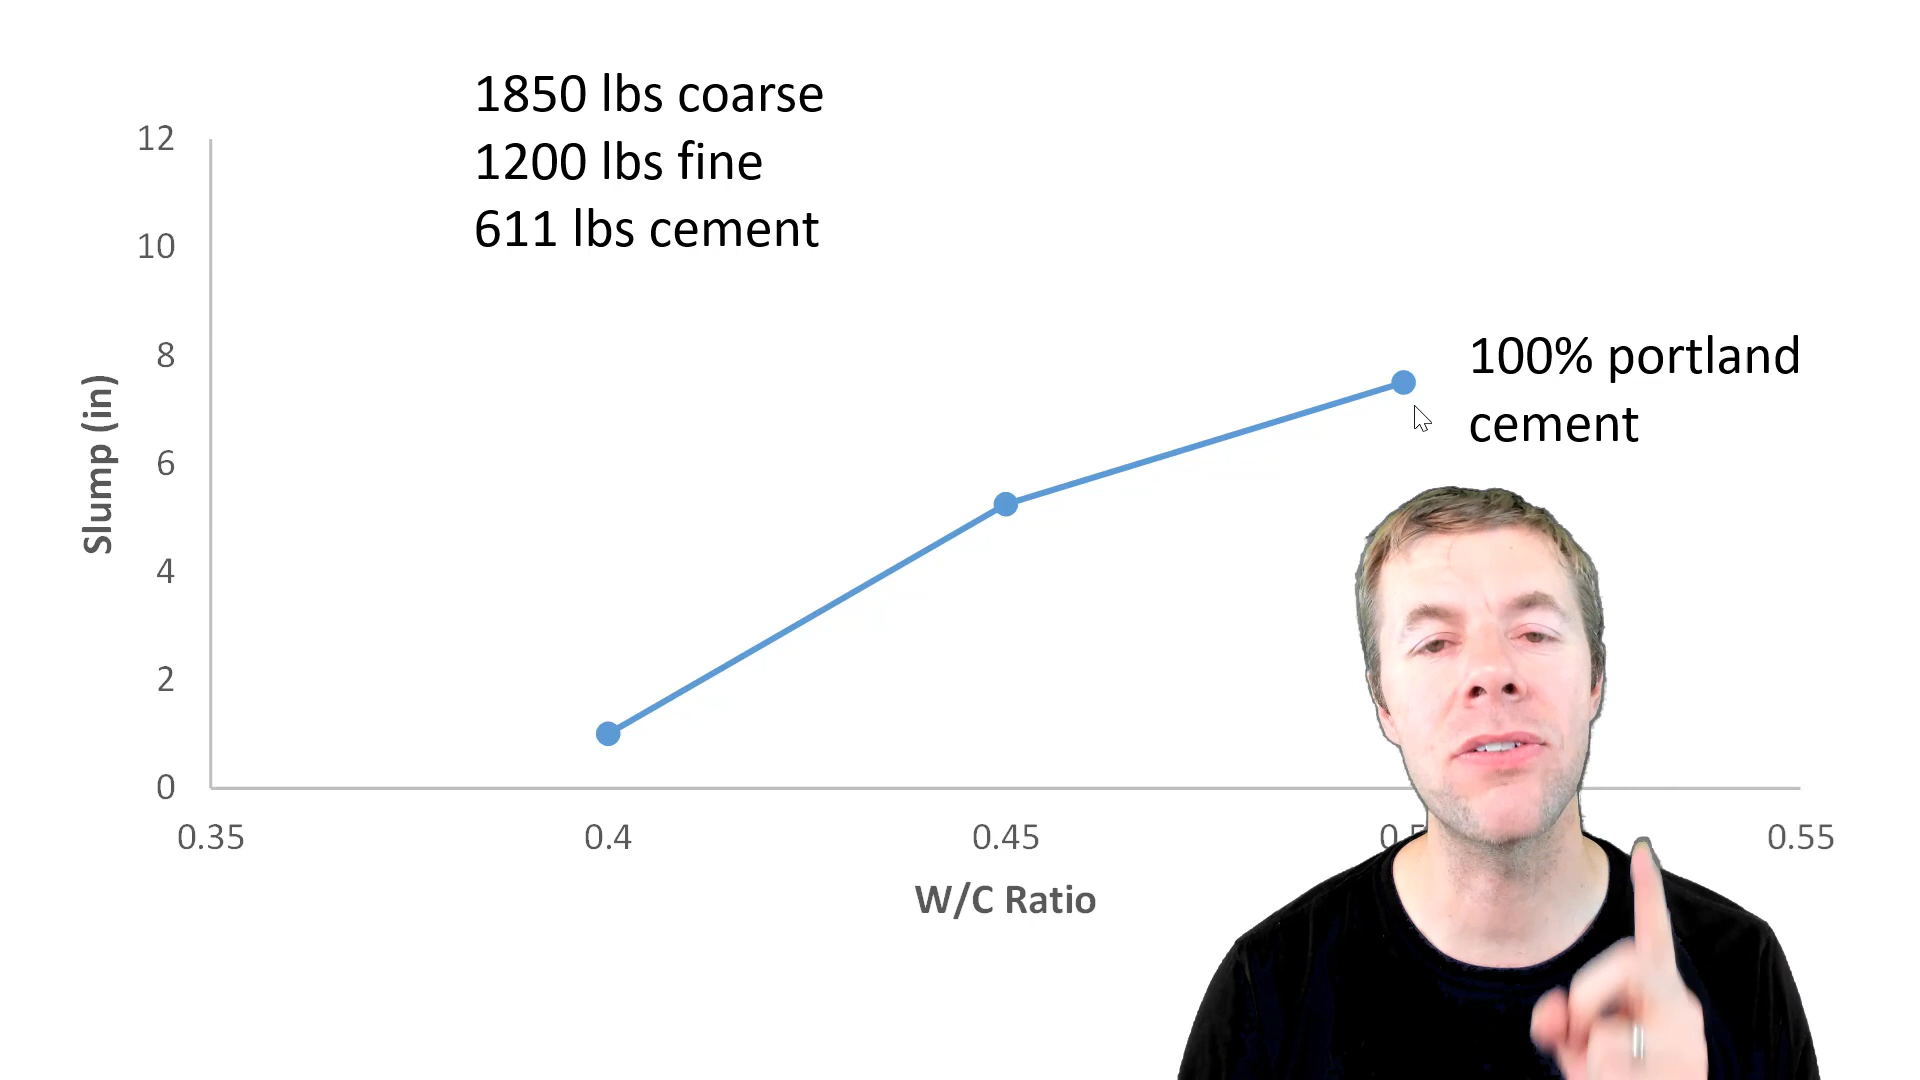 1850 lbs coarse
1200 lbs fine
611 lbs cement
12
10
8
6
4
2
0
Slump (in)
100% portland
cement
0.35
0.4
0.45
0.55
W/C Ratio